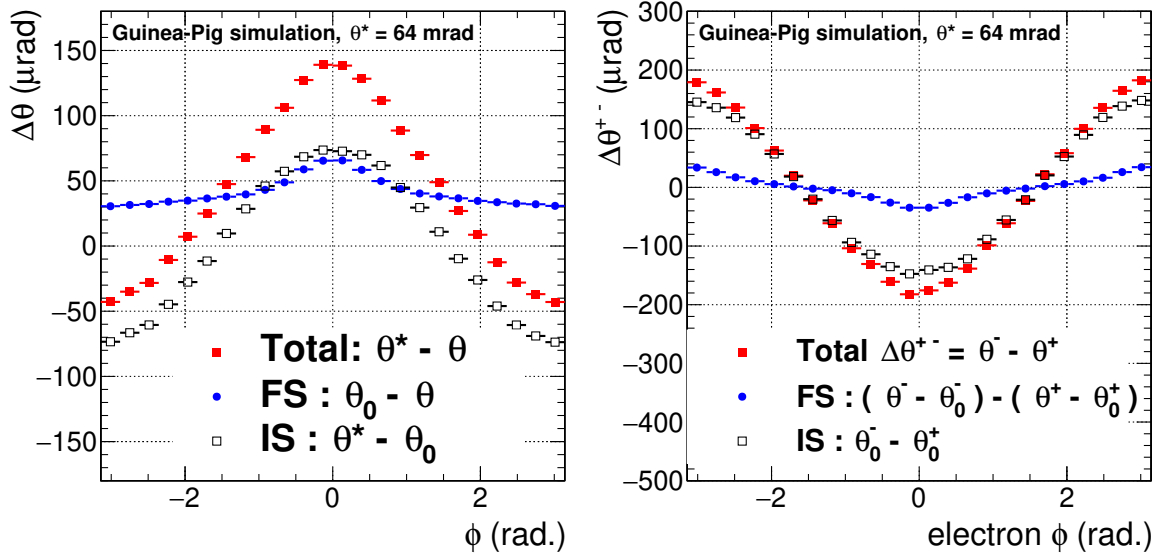 Guinea-Pig simulation, θ* = 64 mrad
Δθ (μrad)
150
100
50
0
−50
−100
−150
Total: θ* - θ
FS : θ₀ - θ
IS : θ* - θ₀
−2
0
2
ϕ (rad.)
Guinea-Pig simulation, θ* = 64 mrad
Δθ⁺ ⁻ (μrad)
300
200
100
0
−100
−200
−300
−400
−500
Total Δθ⁺ ⁻ = θ⁻ - θ⁺
FS : ( θ⁻ - θ₀⁻) - ( θ⁺ - θ₀⁺)
IS : θ₀⁻ - θ₀⁺
−2
0
2
electron ϕ (rad.)